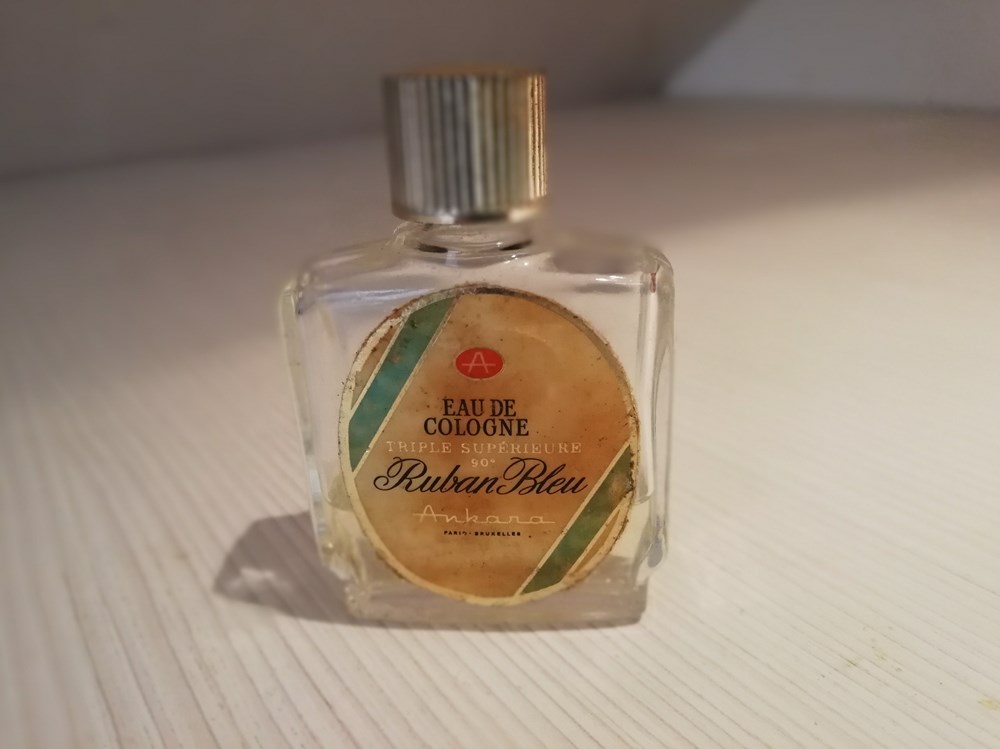 A
EAU DE
COLOGNE
TRIPLE SUPÉRIEURE
90°
Ruban Bleu
Ankara
PARIS - BRUXELLES